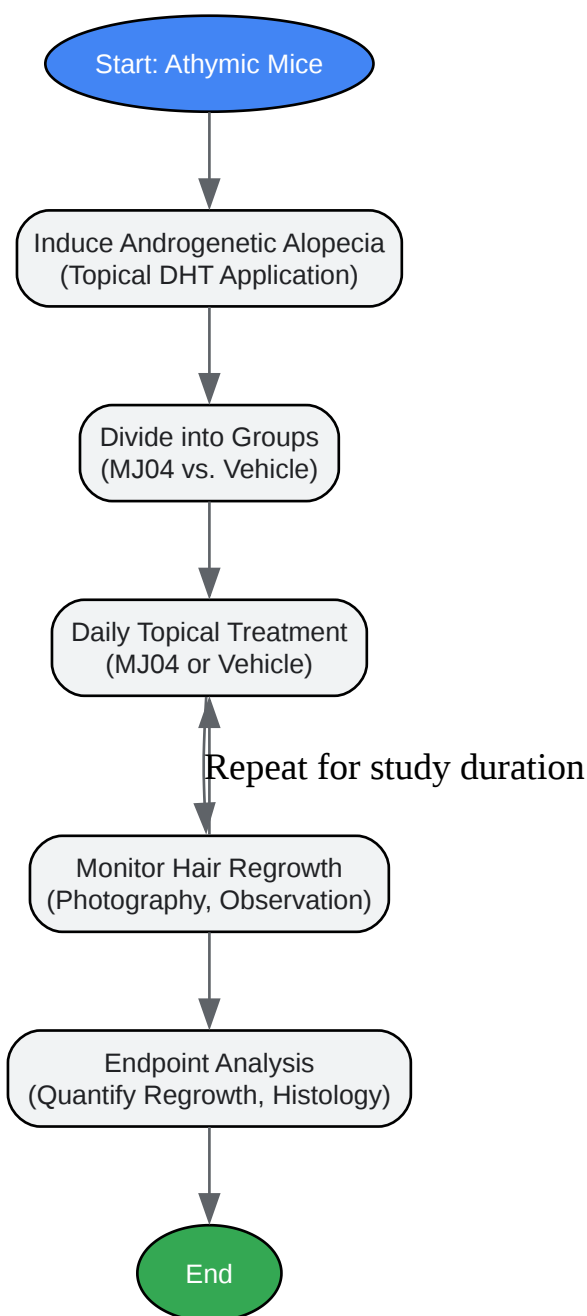 Start: Athymic Mice
Induce Androgenetic Alopecia
(Topical DHT Application)
Divide into Groups
(MJ04 vs. Vehicle)
Daily Topical Treatment
(MJ04 or Vehicle)
Repeat for study duration
Monitor Hair Regrowth
(Photography, Observation)
Endpoint Analysis
(Quantify Regrowth, Histology)
End